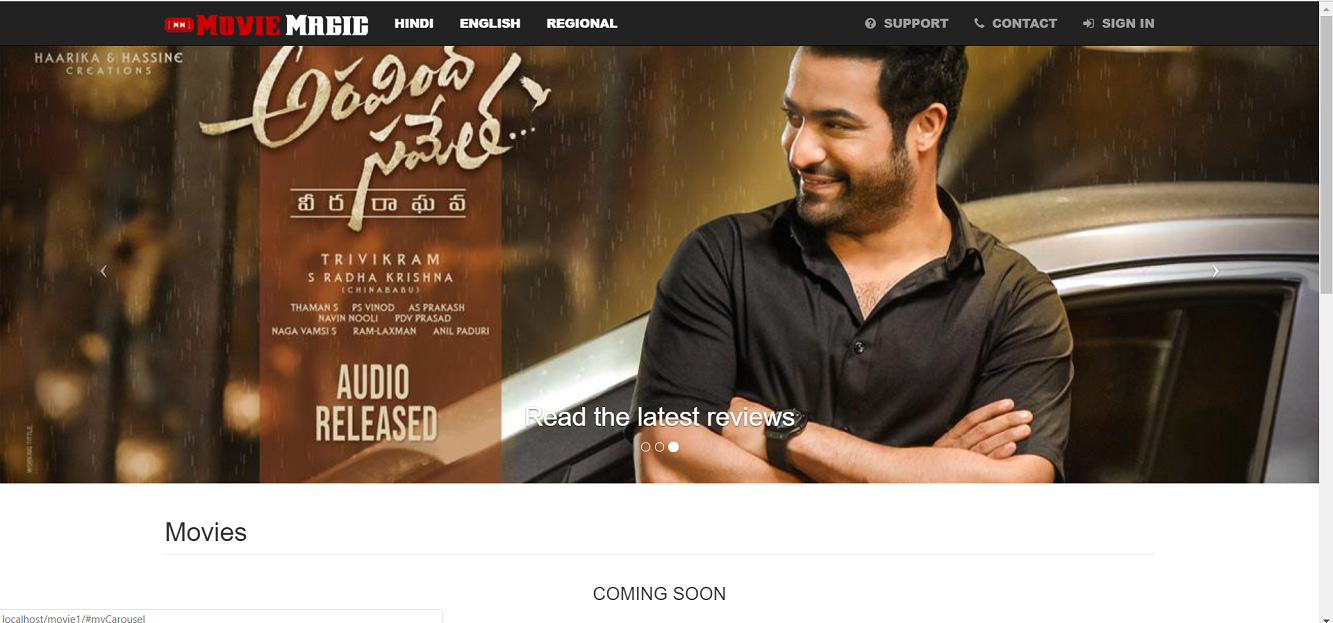 MOVIE MAGIC HINDI ENGLISH REGIONAL SUPPORT CONTACT SIGN IN
HAARIKA & HASSINE
CREATIONS
అరవింద
సమేత...
వీర రాఘవ
TRIVIKRAM
S RADHA KRISHNA
(CHINABABU)
THAMAN S PS VINOD AS PRAKASH
NAVIN NOOLI PDV PRASAD
NAGA VAMSI S RAM-LAXMAN ANIL PADURI
AUDIO
RELEASED
WORKING TITLE
Read the latest reviews
Movies
COMING SOON
localhost/movie1/#myCarousel